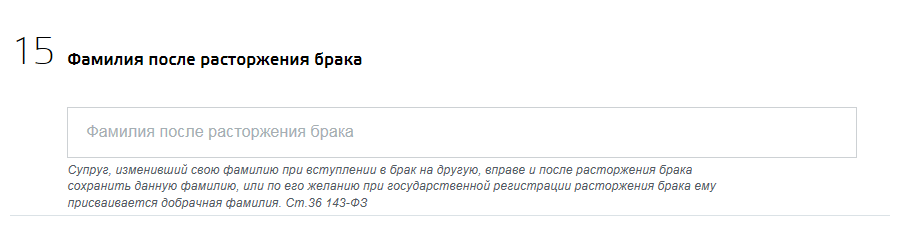 15 Фамилия после расторжения брака
Фамилия после расторжения брака
Супруг, изменивший свою фамилию при вступлении в брак на другую, вправе и после расторжения брака
сохранить данную фамилию, или по его желанию при государственной регистрации расторжения брака ему
присваивается добрачная фамилия. Ст.36 143-ФЗ